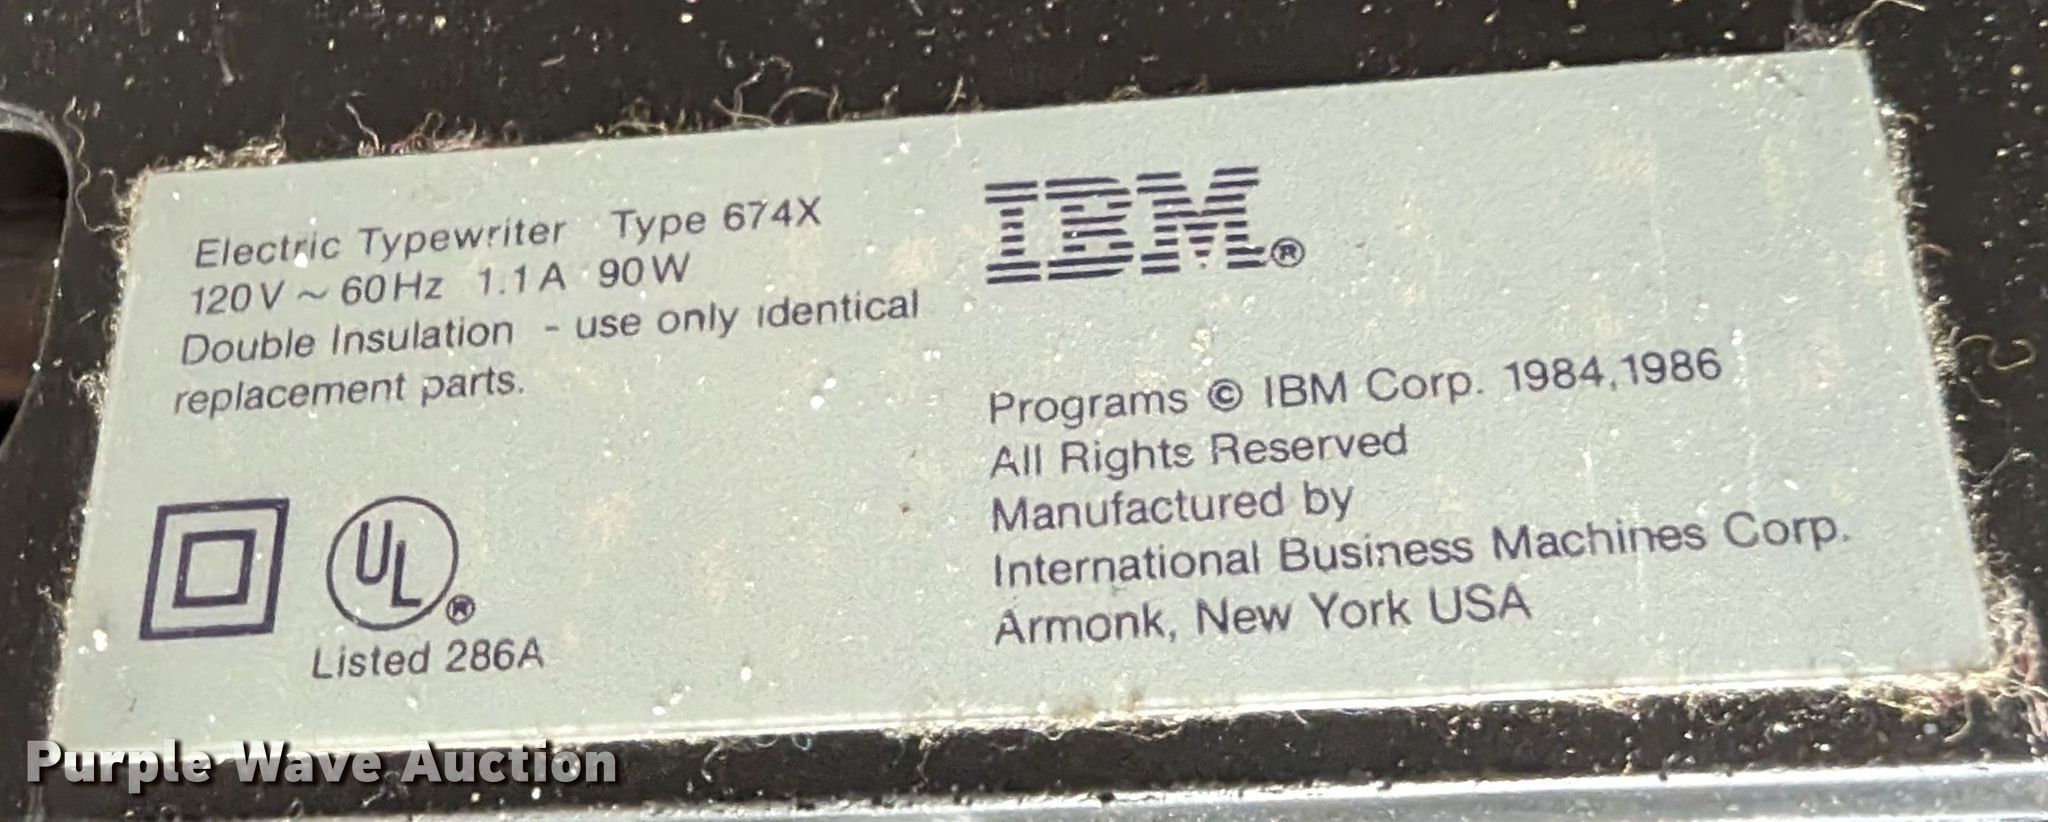 Electric Typewriter Type 674X
120V ~ 60Hz 1.1A 90W
Double Insulation - use only identical
replacement parts.
UL®
Listed 286A
IBM®
Programs © IBM Corp. 1984,1986
All Rights Reserved
Manufactured by
International Business Machines Corp.
Armonk, New York USA
Purple Wave Auction